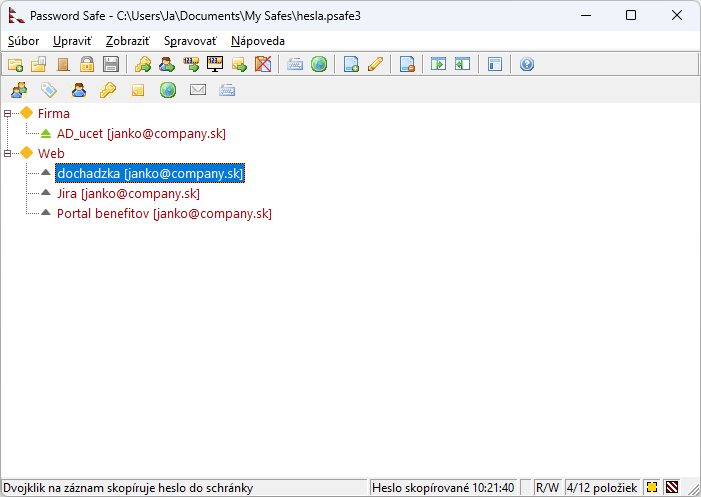 Password Safe - C:\Users\Ja\Documents\My Safes\hesla.psafe3
Súbor Upraviť Zobraziť Spravovať Nápoveda
Firma
AD_ucet [janko@company.sk]
Web
dochadzka [janko@company.sk]
Jira [janko@company.sk]
Portal benefitov [janko@company.sk]
Dvojklik na záznam skopíruje heslo do schránky Heslo skopírované 10:21:40 R/W 4/12 položiek